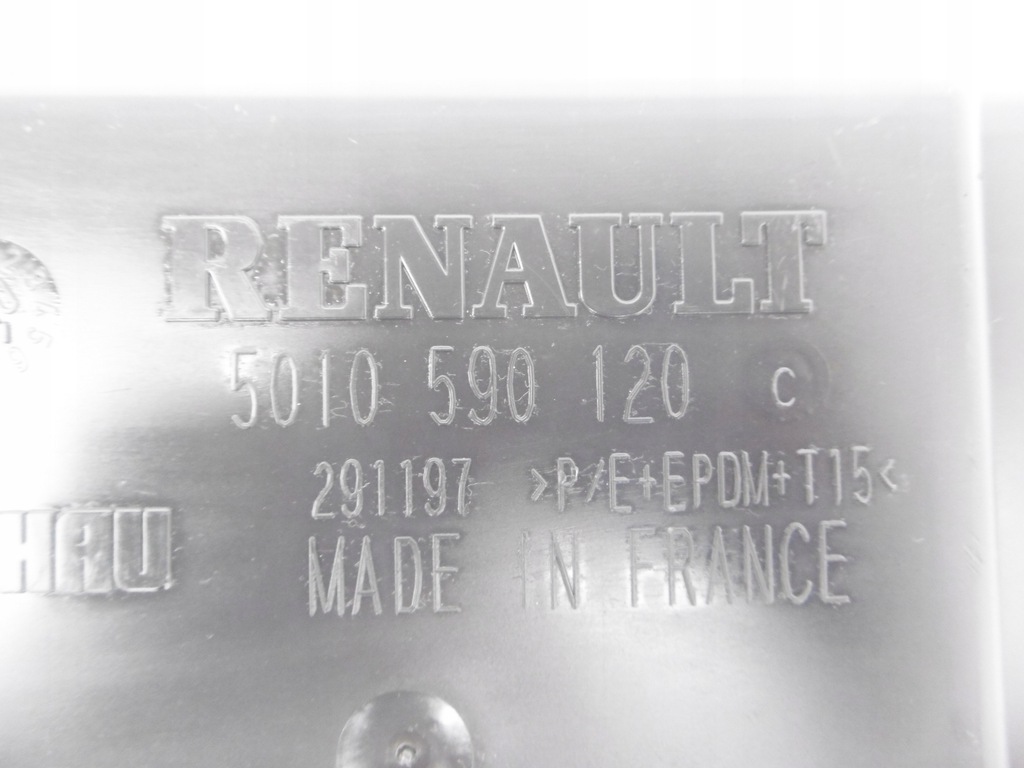 RENAULT
5010 590 120 C
291197 >P/E+EPDM+T15<
MADE IN FRANCE